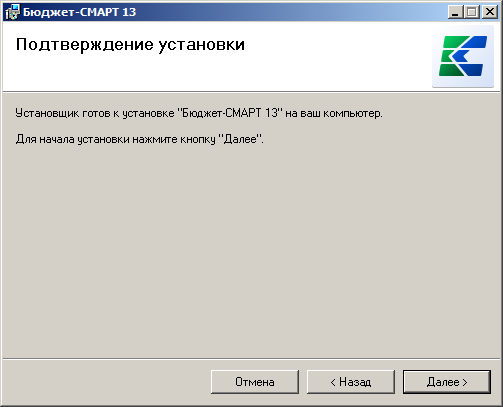 Бюджет-СМАРТ 13
Подтверждение установки
Установщик готов к установке "Бюджет-СМАРТ 13" на ваш компьютер.
Для начала установки нажмите кнопку "Далее".
Отмена
< Назад
Далее >